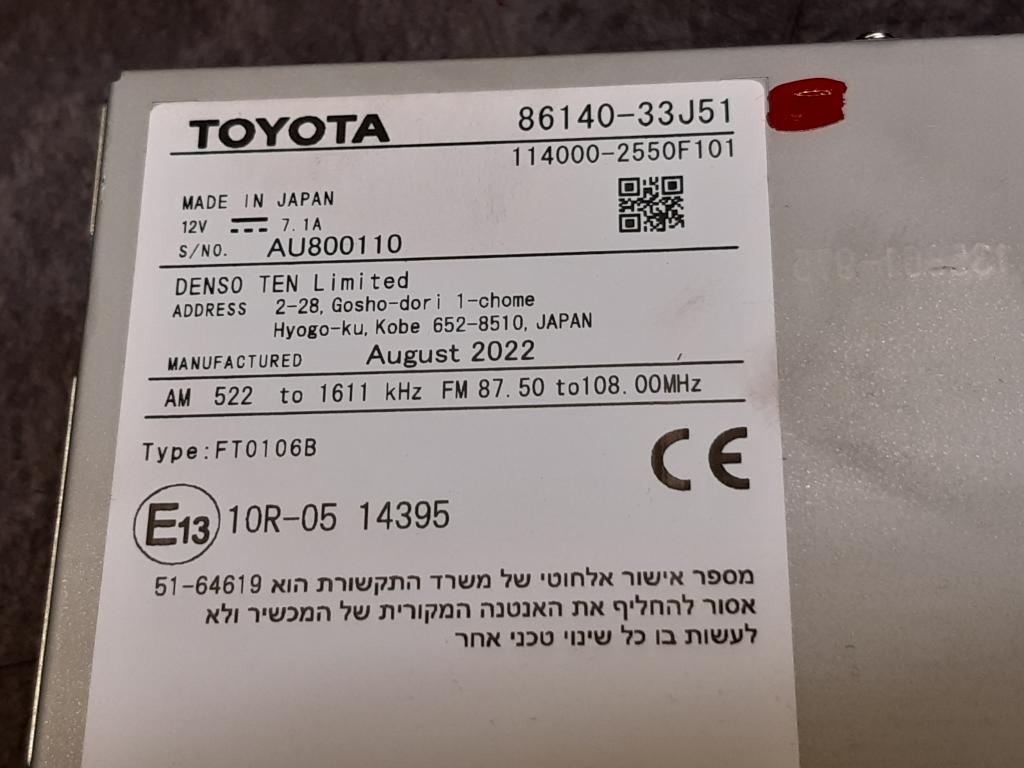 TOYOTA 86140-33J51
114000-2550F101
MADE IN JAPAN
12V ⎓ 7.1A
S/NO. AU800110
DENSO TEN Limited
ADDRESS 2-28, Gosho-dori 1-chome
Hyogo-ku, Kobe 652-8510, JAPAN
MANUFACTURED August 2022
AM 522 to 1611 kHz FM 87.50 to108.00MHz
Type:FT0106B
CE
E13 10R-05 14395
מספר אישור אלחוטי של משרד התקשורת הוא 51-64619
אסור להחליף את האנטנה המקורית של המכשיר ולא
לעשות בו כל שינוי טכני אחר